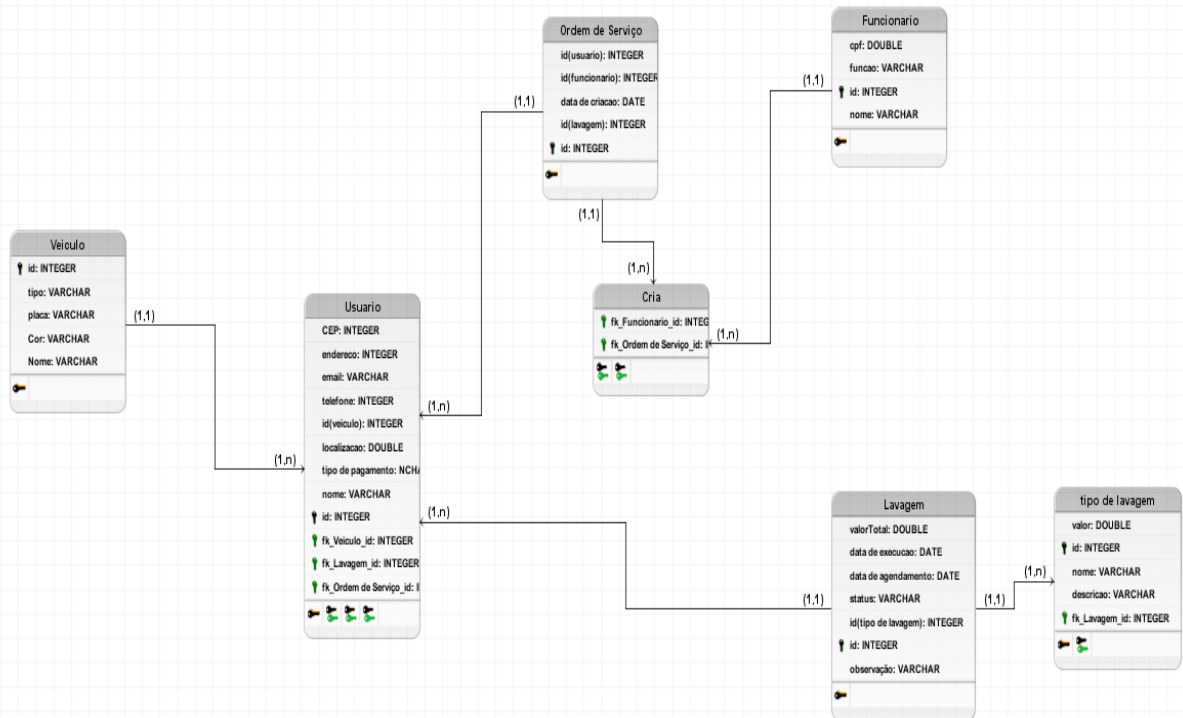 Ordem de Serviço
id(usuario): INTEGER
id(funcionario): INTEGER
data de criacao: DATE
id(lavagem): INTEGER
id: INTEGER
Funcionario
cpf: DOUBLE
funcao: VARCHAR
id: INTEGER
nome: VARCHAR
(1,1)
(1,1)
(1,1)
(1,n)
(1,n)
Cria
fk_Funcionario_id: INTEG
fk_Ordem de Serviço_id: I
Veiculo
id: INTEGER
tipo: VARCHAR
placa: VARCHAR
Cor: VARCHAR
Nome: VARCHAR
(1,1)
(1,n)
Usuario
CEP: INTEGER
endereco: INTEGER
email: VARCHAR
telefone: INTEGER
id(veiculo): INTEGER
localizacao: DOUBLE
tipo de pagamento: NCHA
nome: VARCHAR
id: INTEGER
fk_Veiculo_id: INTEGER
fk_Lavagem_id: INTEGER
fk_Ordem de Serviço_id: I
(1,n)
(1,n)
(1,1)
Lavagem
valorTotal: DOUBLE
data de execucao: DATE
data de agendamento: DATE
status: VARCHAR
id(tipo de lavagem): INTEGER
id: INTEGER
observação: VARCHAR
(1,1)
(1,n)
tipo de lavagem
valor: DOUBLE
id: INTEGER
nome: VARCHAR
descricao: VARCHAR
fk_Lavagem_id: INTEGER